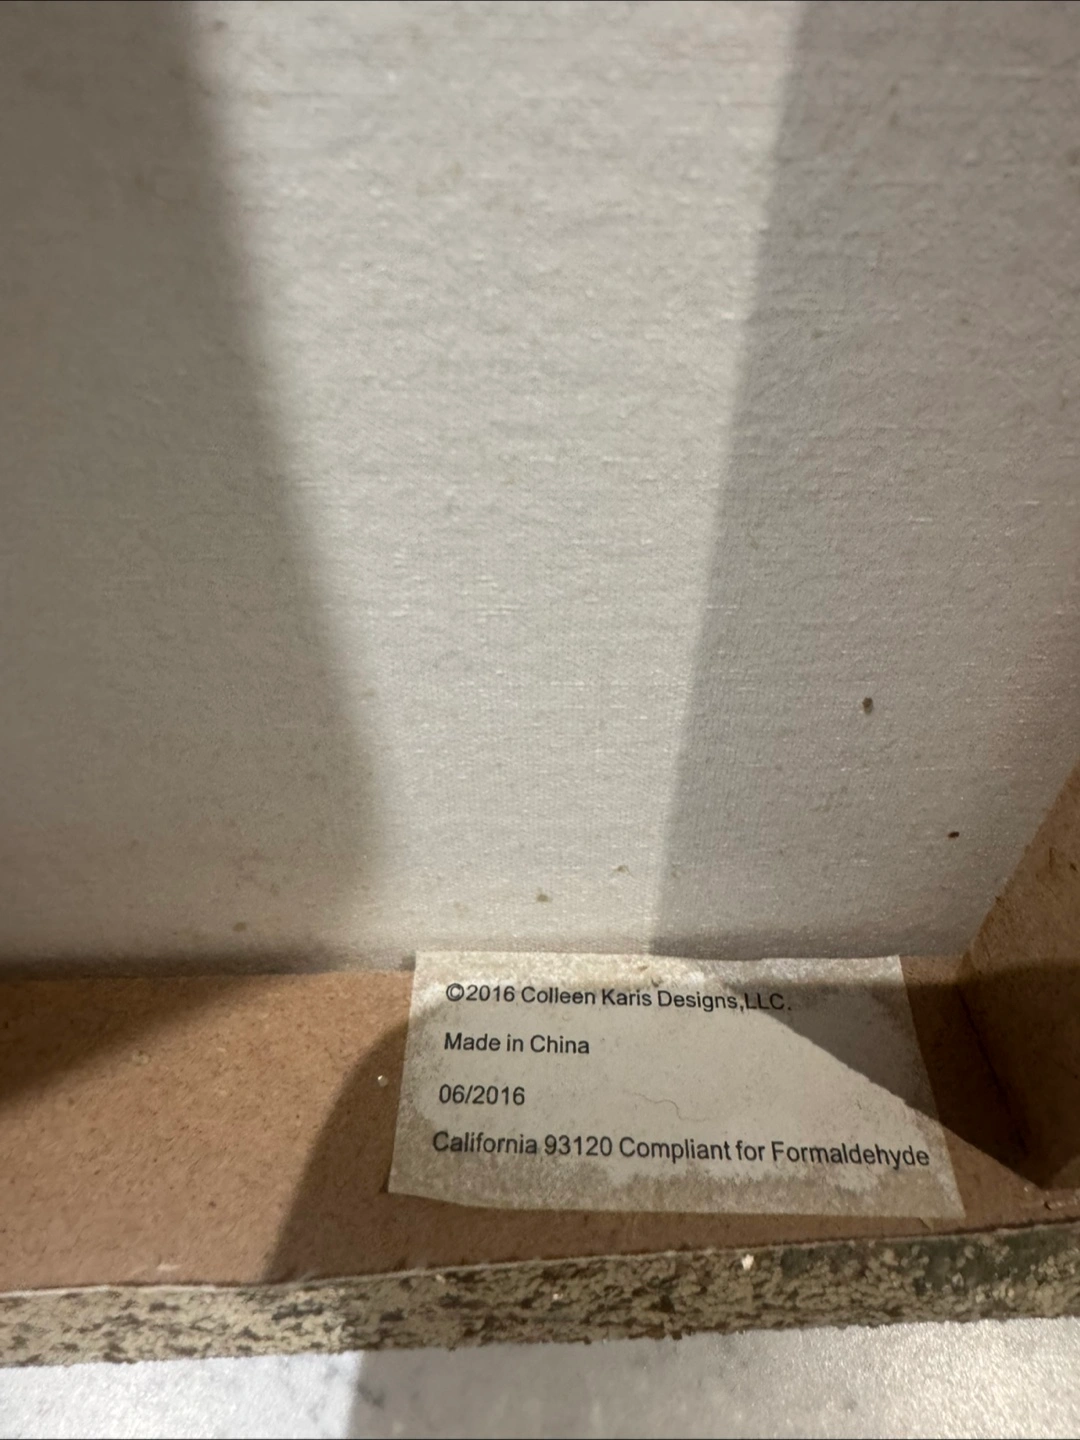 ©2016 Colleen Karis Designs,LLC.
Made in China
06/2016
California 93120 Compliant for Formaldehyde